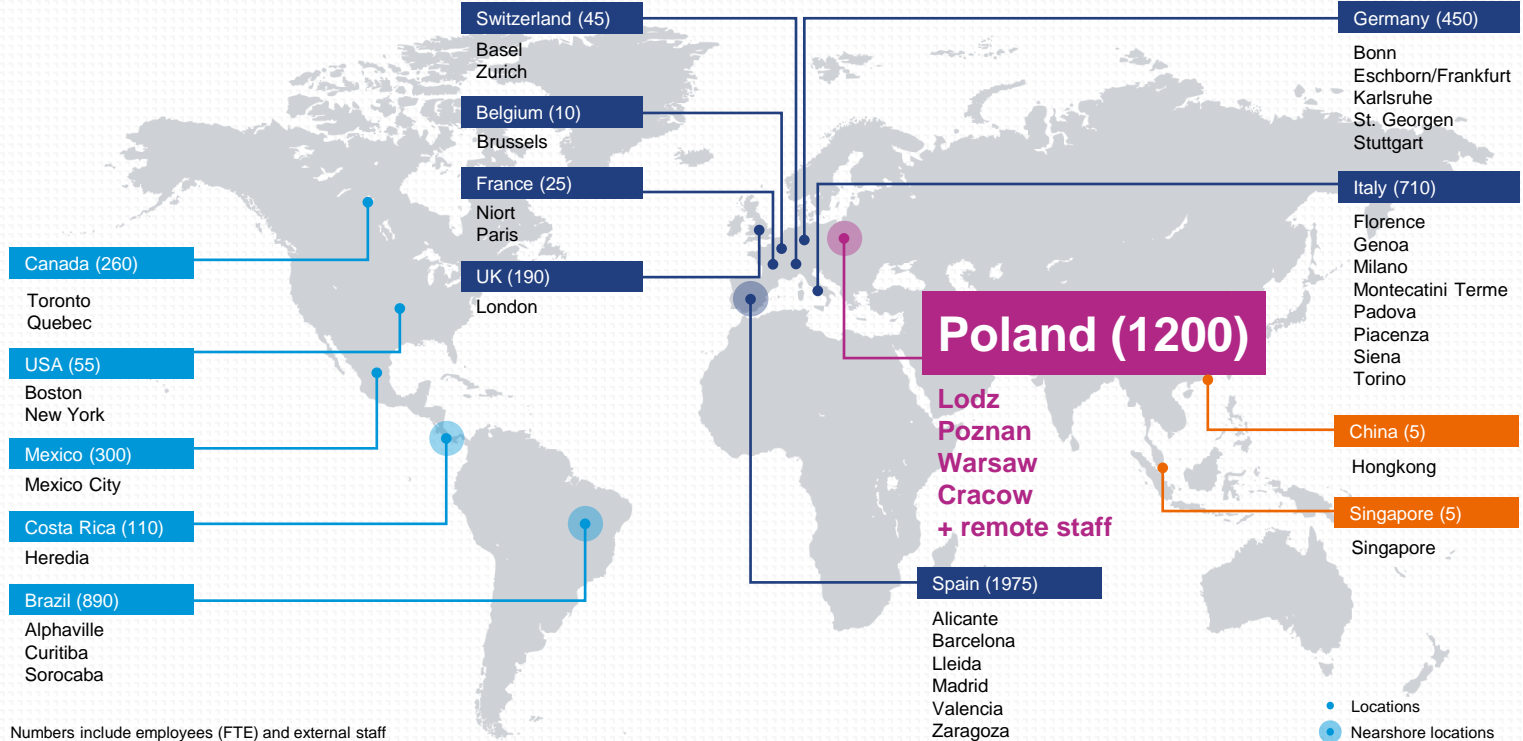 Switzerland (45)
Basel
Zurich
Belgium (10)
Brussels
France (25)
Niort
Paris
UK (190)
London
Germany (450)
Bonn
Eschborn/Frankfurt
Karlsruhe
St. Georgen
Stuttgart
Italy (710)
Florence
Genoa
Milano
Montecatini Terme
Padova
Piacenza
Siena
Torino
Canada (260)
Toronto
Quebec
USA (55)
Boston
New York
Mexico (300)
Mexico City
Costa Rica (110)
Heredia
Brazil (890)
Alphaville
Curitiba
Sorocaba
Poland (1200)
Lodz
Poznan
Warsaw
Cracow
+ remote staff
China (5)
Hongkong
Singapore (5)
Singapore
Spain (1975)
Alicante
Barcelona
Lleida
Madrid
Valencia
Zaragoza
Locations
Nearshore locations
Numbers include employees (FTE) and external staff